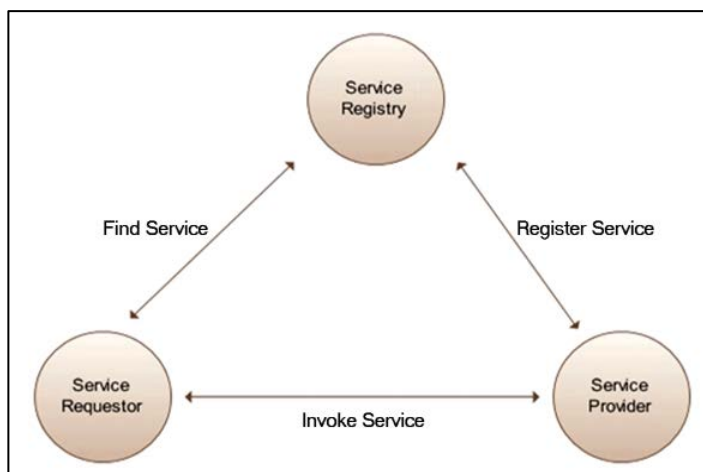 Service
Registry
Find Service
Register Service
Service
Requestor
Service
Provider
Invoke Service